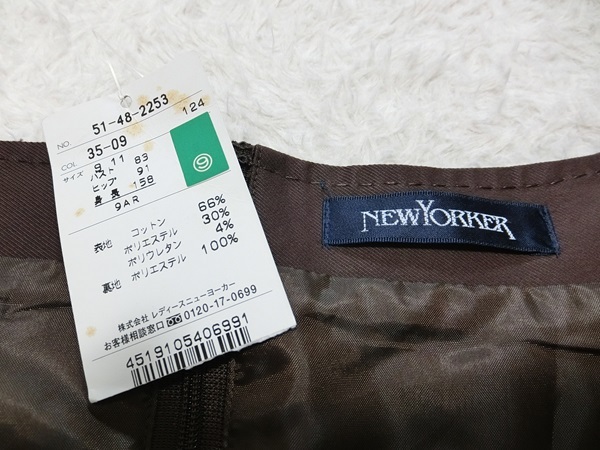 NO. 51-48-2253
124
COL 35-09
サイズ 9 11
バスト 83
ヒップ 91
身長 158
9AR
⑨
表地 コットン 66%
ポリエステル 30%
ポリウレタン 4%
裏地 ポリエステル 100%
株式会社 レディースニューヨーカー
お客様相談窓口 0120-17-0699
4519105406991
NEWYORKER